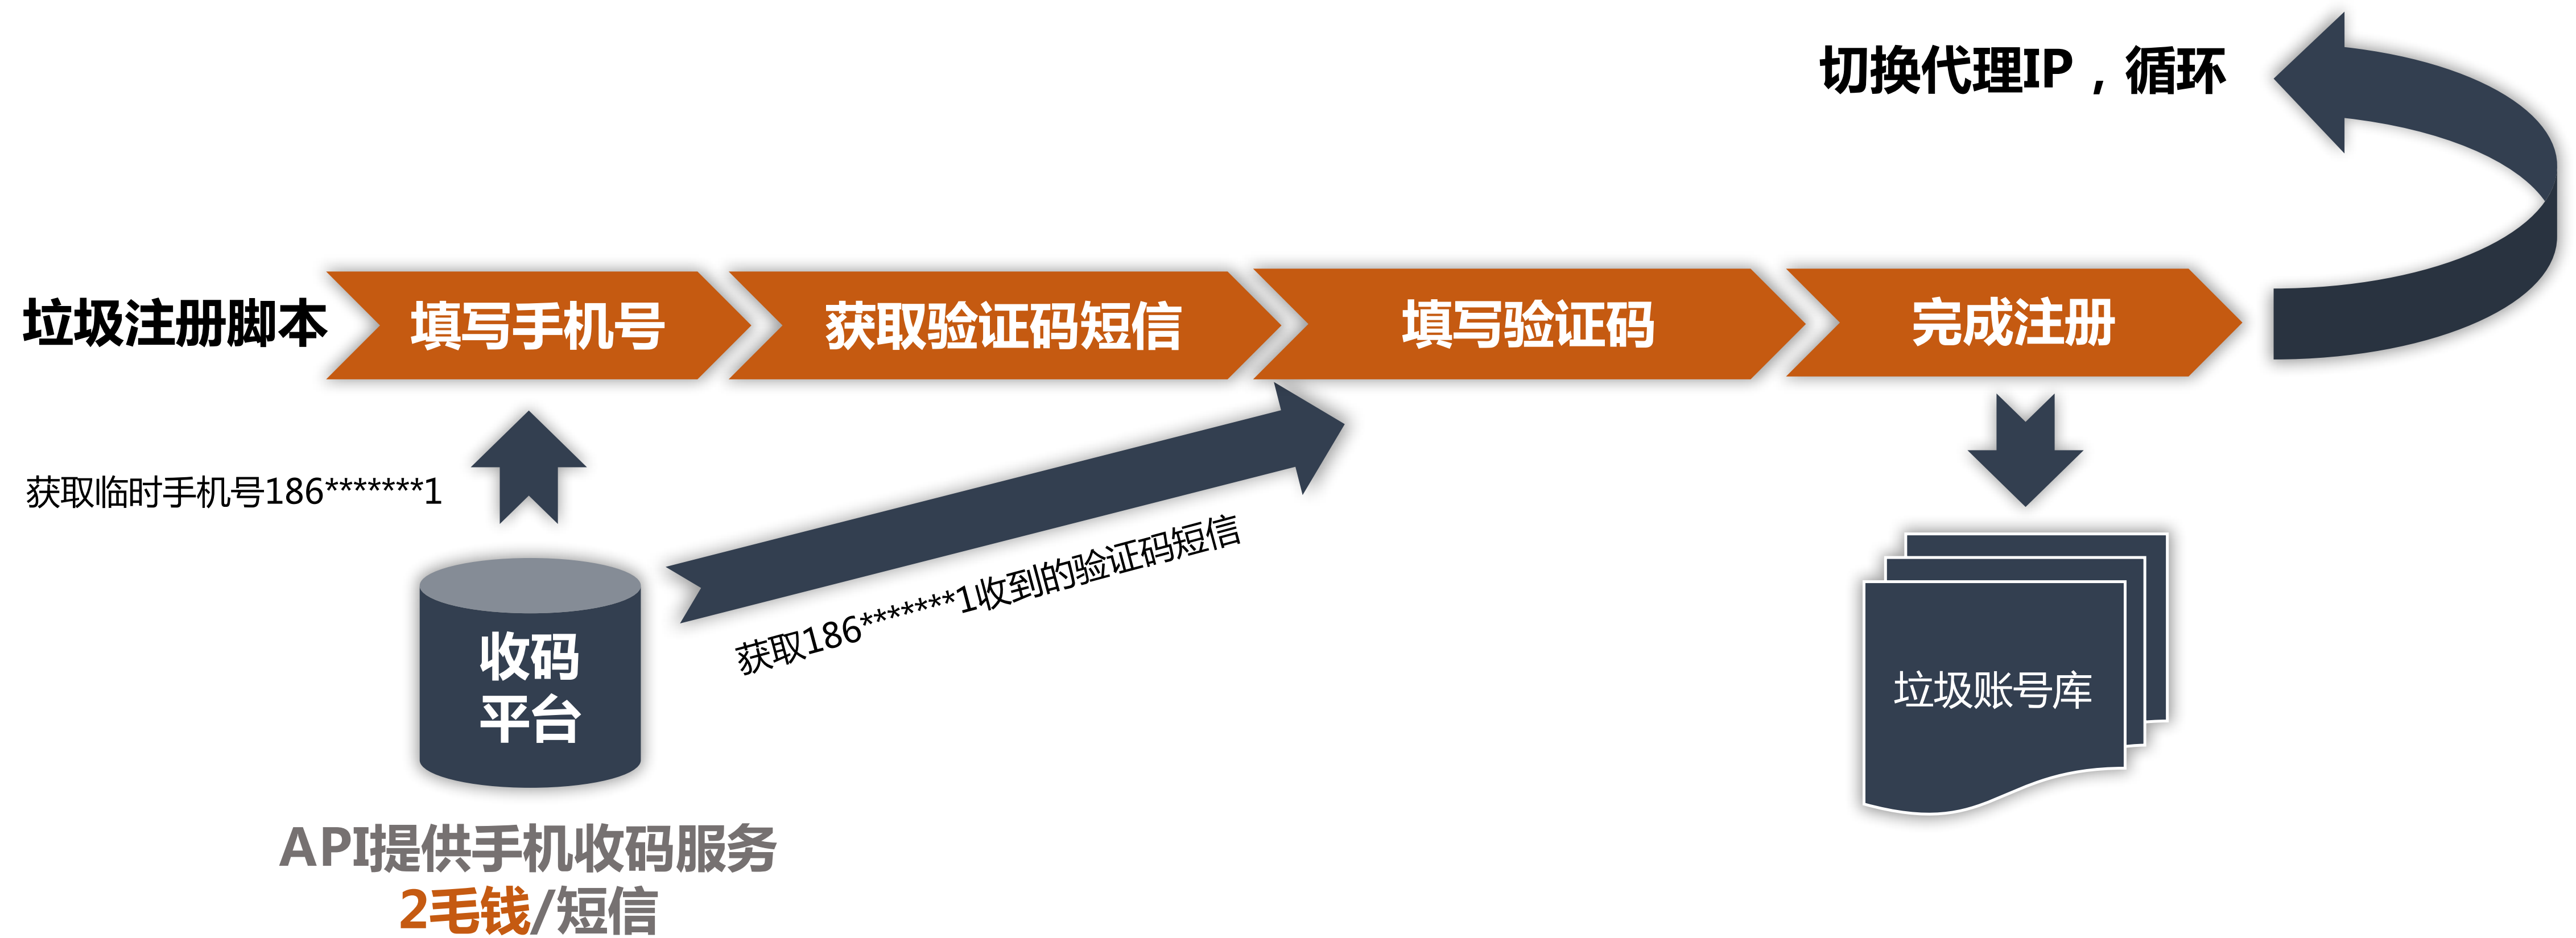 切换代理IP，循环
垃圾注册脚本
填写手机号
获取验证码短信
填写验证码
完成注册
获取临时手机号186*******1
获取186*******1收到的验证码短信
收码
平台
垃圾账号库
API提供手机收码服务
2毛钱/短信